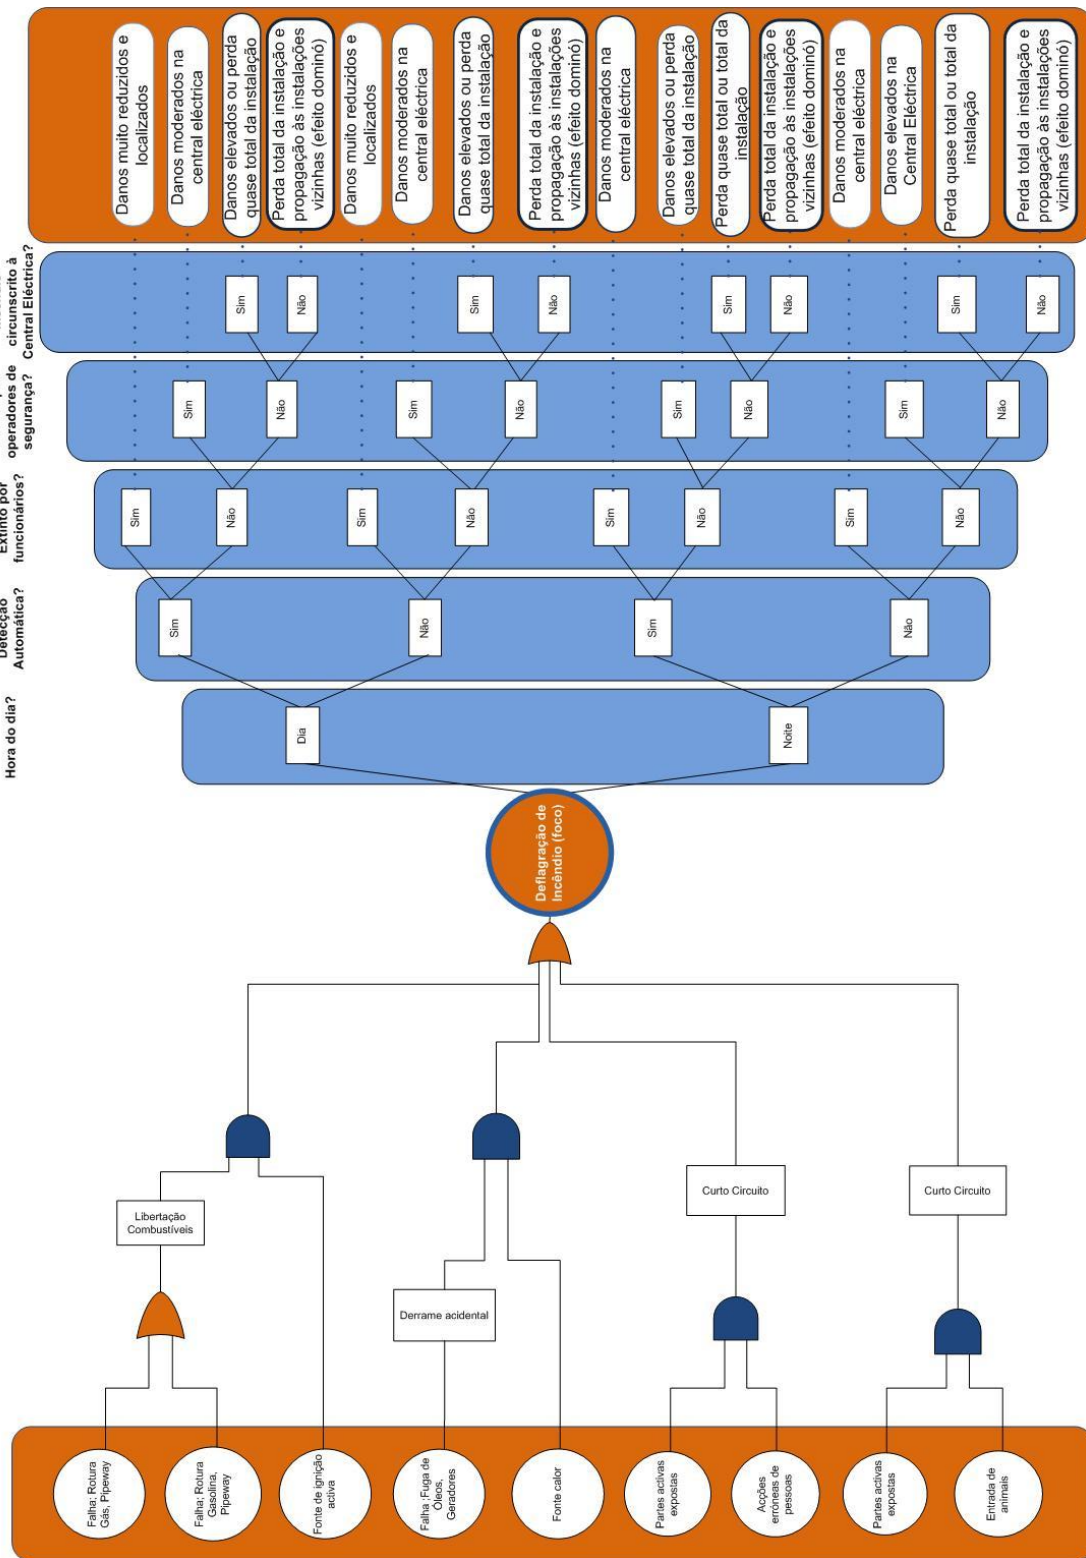 Hora do dia?
Detecção
Automática?
Extinto por
funcionários?
operadores de
segurança?
circunscrito à
Central Eléctrica?
Falha; Rotura
Gás, Pipeway
Falha; Rotura
Gasolina,
Pipeway
Fonte de ignição
activa
Falha ;Fuga de
Óleos,
Geradores
Fonte calor
Partes activas
expostas
Acções
erróneas de
pessoas
Partes activas
expostas
Entrada de
animais
Libertação
Combustíveis
Derrame acidental
Curto Circuito
Curto Circuito
Deflagração de
Incêndio (foco)
Dia
Noite
Sim
Não
Sim
Não
Sim
Não
Sim
Não
Sim
Não
Sim
Não
Sim
Não
Sim
Não
Sim
Não
Sim
Não
Sim
Não
Sim
Não
Sim
Não
Sim
Não
Danos muito reduzidos e
localizados
Danos moderados na
central eléctrica
Danos elevados ou perda
quase total da instalação
Perda total da instalação e
propagação às instalações
vizinhas (efeito dominó)
Danos muito reduzidos e
localizados
Danos moderados na
central eléctrica
Danos elevados ou perda
quase total da instalação
Perda total da instalação e
propagação às instalações
vizinhas (efeito dominó)
Danos moderados na
central eléctrica
Danos elevados ou perda
quase total da instalação
Perda quase total ou total da
instalação
Perda total da instalação e
propagação às instalações
vizinhas (efeito dominó)
Danos moderados na
central eléctrica
Danos elevados na
Central Eléctrica
Perda quase total ou total da
instalação
Perda total da instalação e
propagação às instalações
vizinhas (efeito dominó)